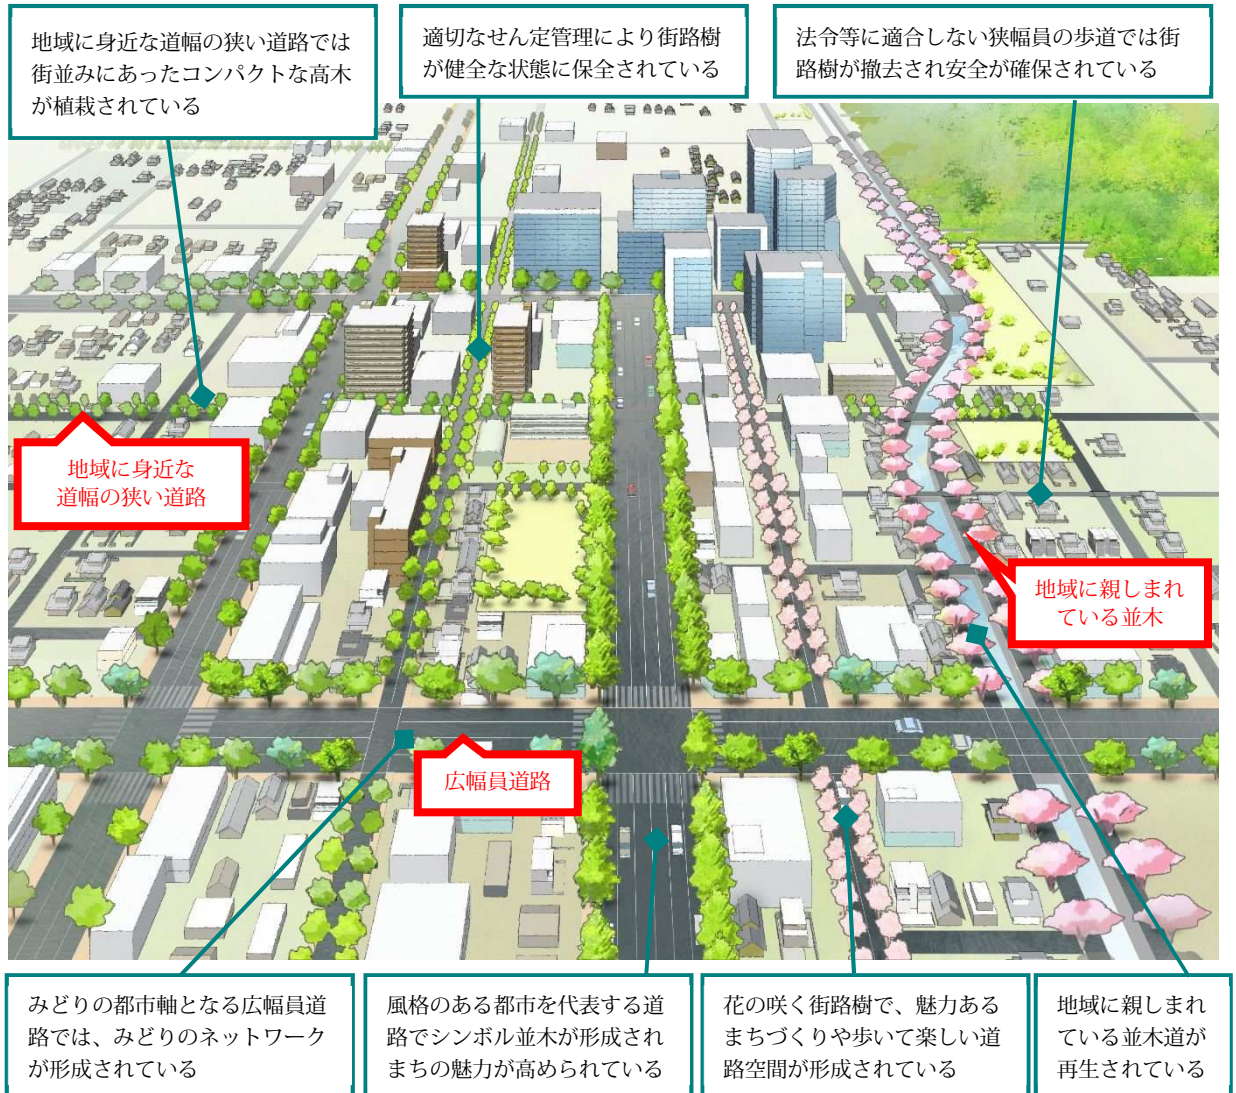 地域に身近な道幅の狭い道路では
街並みにあったコンパクトな高木
が植栽されている
適切なせん定管理により街路樹
が健全な状態に保全されている
法令等に適合しない狭幅員の歩道では街
路樹が撤去され安全が確保されている
地域に身近な
道幅の狭い道路
地域に親しまれ
ている並木
広幅員道路
みどりの都市軸となる広幅員道
路では、みどりのネットワーク
が形成されている
風格のある都市を代表する道
路でシンボル並木が形成され
まちの魅力が高められている
花の咲く街路樹で、魅力ある
まちづくりや歩いて楽しい道
路空間が形成されている
地域に親しまれ
ている並木道が
再生されている